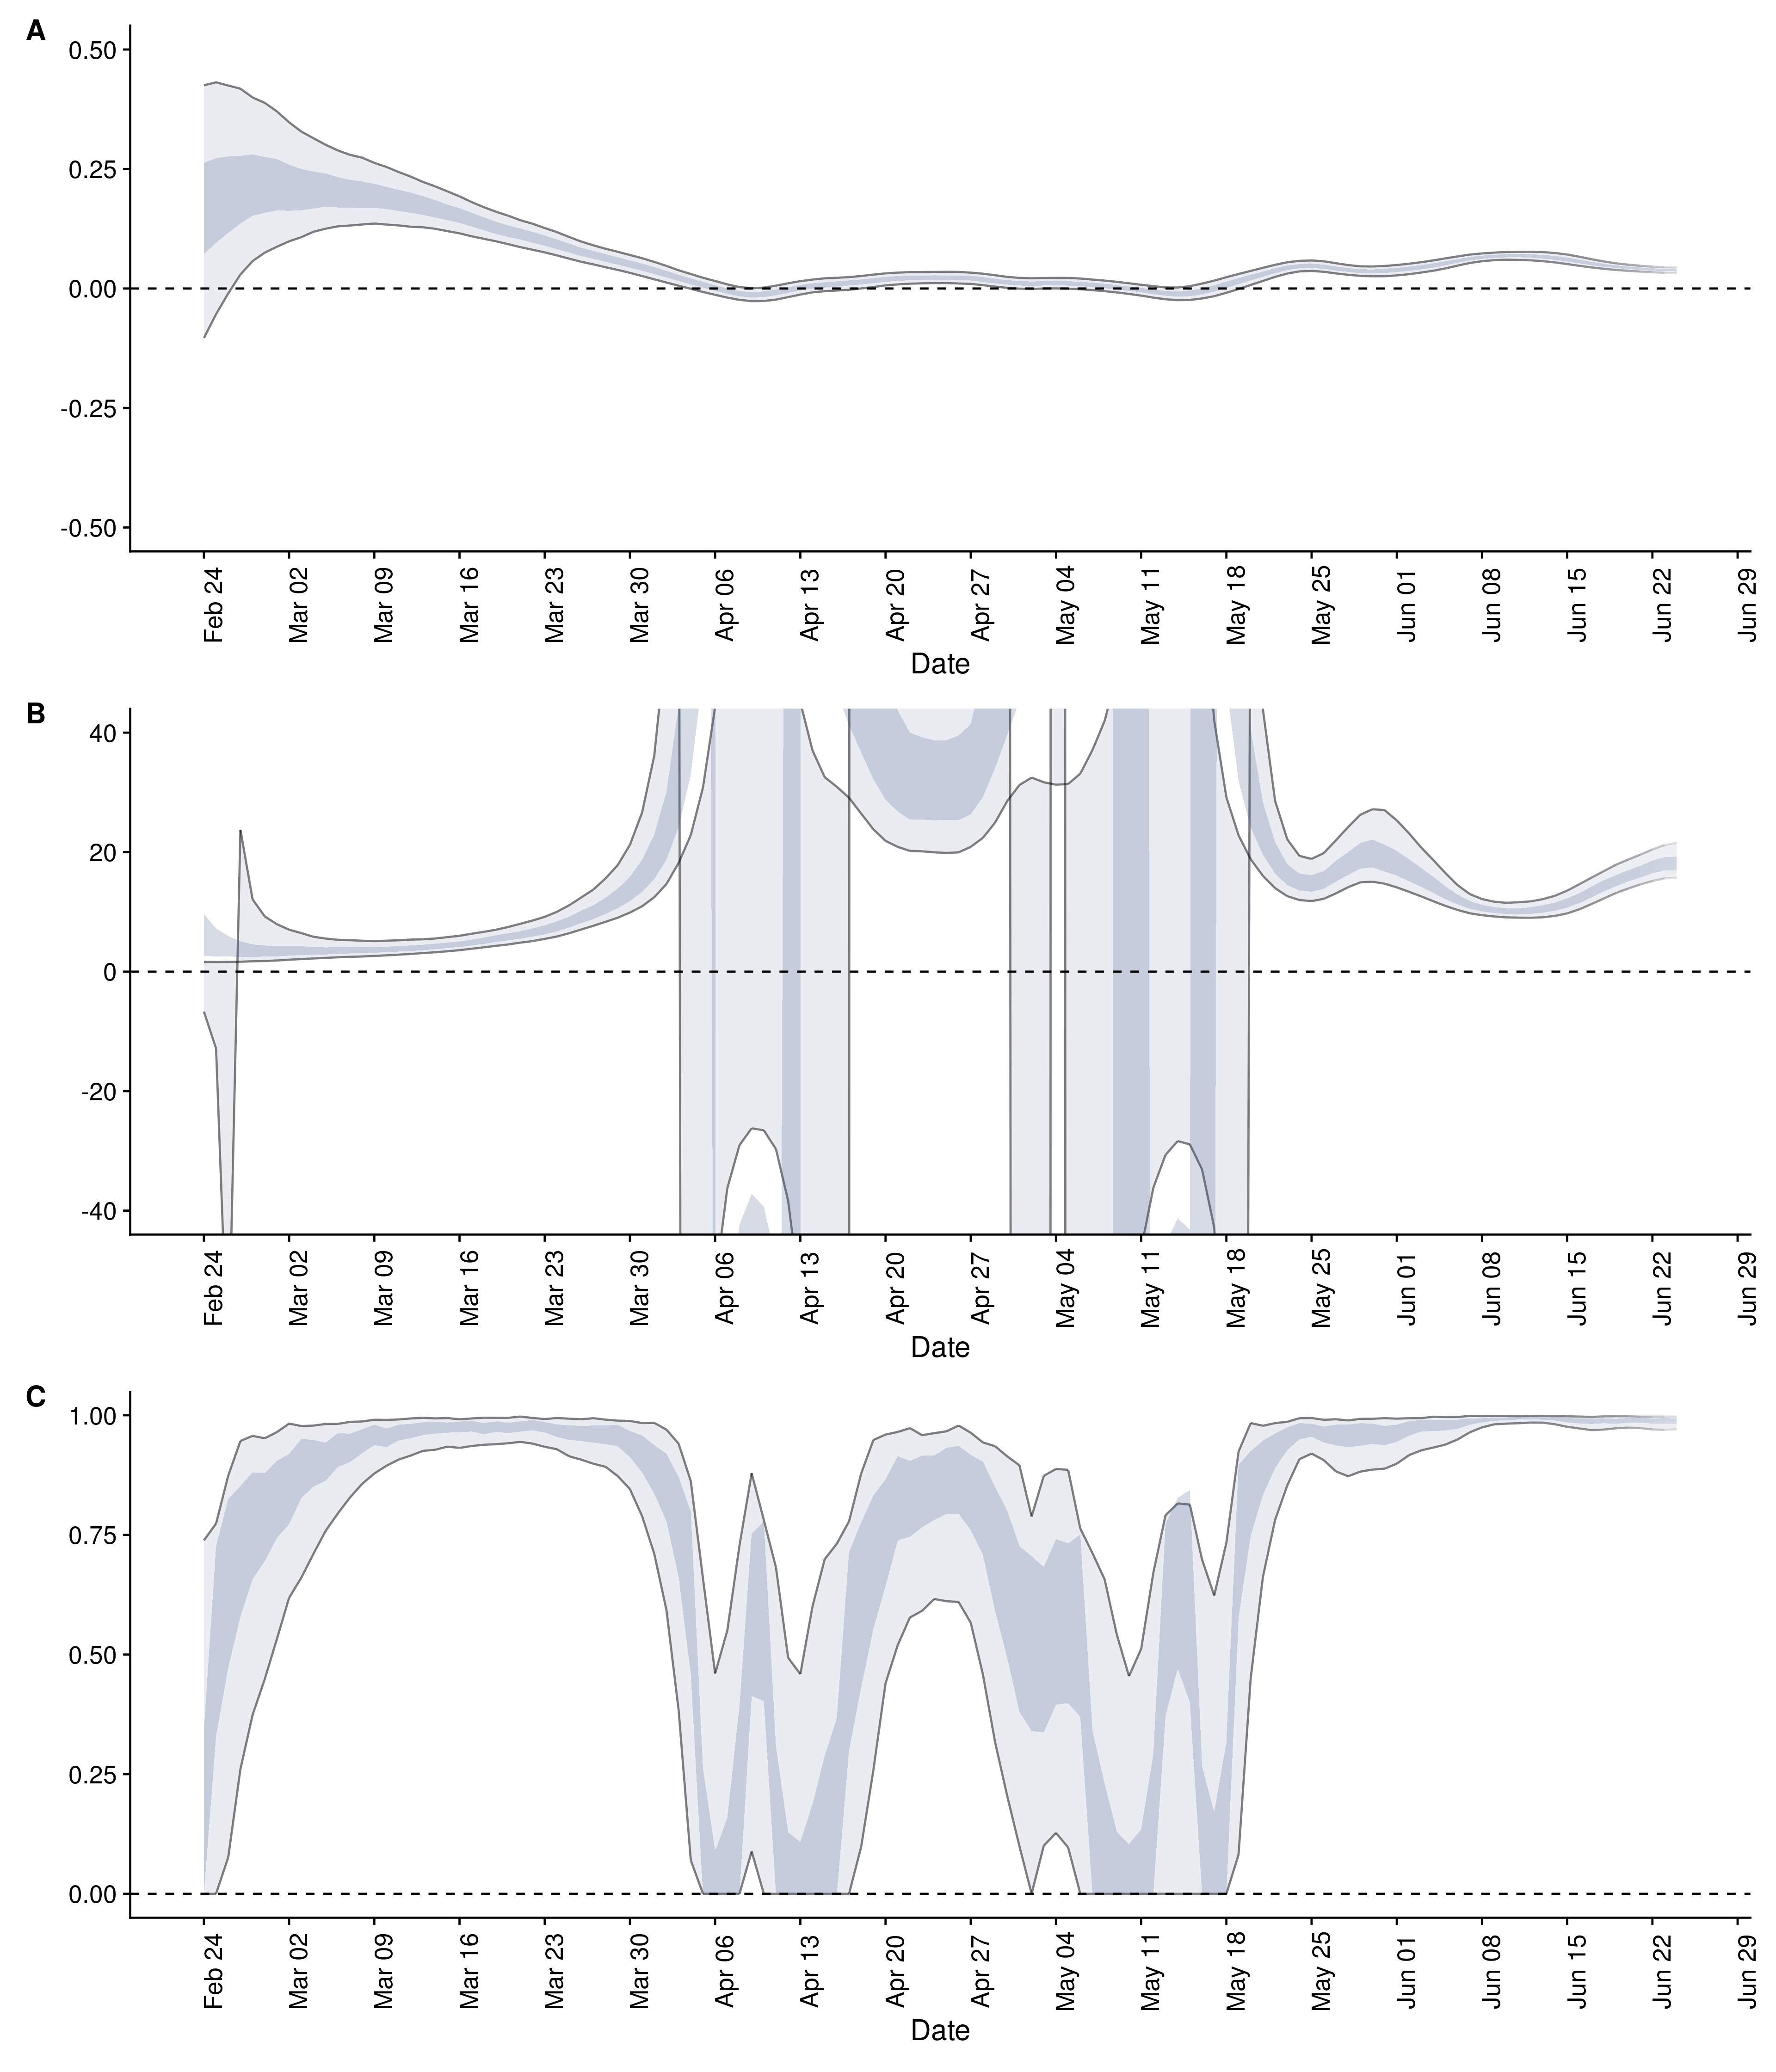 A
0.50
0.25
0.00
-0.25
-0.50
Feb 24
Mar 02
Mar 09
Mar 16
Mar 23
Mar 30
Apr 06
Apr 13
Apr 20
Apr 27
May 04
May 11
May 18
May 25
Jun 01
Jun 08
Jun 15
Jun 22
Jun 29
Date
B
40
20
0
-20
-40
Feb 24
Mar 02
Mar 09
Mar 16
Mar 23
Mar 30
Apr 06
Apr 13
Apr 20
Apr 27
May 04
May 11
May 18
May 25
Jun 01
Jun 08
Jun 15
Jun 22
Jun 29
Date
C
1.00
0.75
0.50
0.25
0.00
Feb 24
Mar 02
Mar 09
Mar 16
Mar 23
Mar 30
Apr 06
Apr 13
Apr 20
Apr 27
May 04
May 11
May 18
May 25
Jun 01
Jun 08
Jun 15
Jun 22
Jun 29
Date